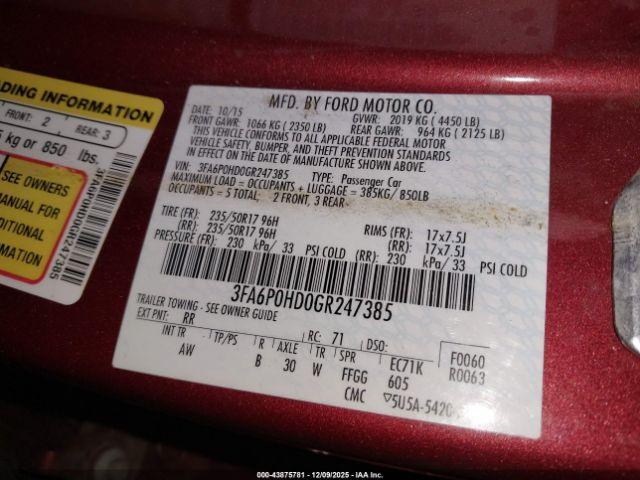 DING INFORMATION
FRONT: 2 REAR: 3
kg or 850 lbs.
SEE OWNERS
MANUAL FOR
ADDITIONAL
ORMATION
3FA6P0HD0GR247385
MFD. BY FORD MOTOR CO.
DATE: 10/15 GVWR: 2019 KG ( 4450 LB)
FRONT GAWR: 1066 KG ( 2350 LB) REAR GAWR: 964 KG ( 2125 LB)
THIS VEHICLE CONFORMS TO ALL APPLICABLE FEDERAL MOTOR
VEHICLE SAFETY, BUMPER, AND THEFT PREVENTION STANDARDS
IN EFFECT ON THE DATE OF MANUFACTURE SHOWN ABOVE.
VIN: 3FA6P0HD0GR247385 TYPE: Passenger Car
MAXIMUM LOAD = OCCUPANTS + LUGGAGE = 385KG/ 850LB
OCCUPANTS = 5 TOTAL: 2 FRONT, 3 REAR
TIRE (FR): 235/50R17 96H RIMS (FR): 17x7.5J
(RR): 235/50R17 96H (RR): 17x7.5J
PRESSURE (FR): 230 kPa/ 33 PSI COLD (RR): 230 kPa/ 33 PSI COLD
3FA6P0HD0GR247385
TRAILER TOWING - SEE OWNER GUIDE
EXT PNT: RR RC: 71 DSO: F0060
INT TR TP/PS R AXLE TR SPR EC71K R0063
AW B 30 W FFGG 605
CMC ▽5U5A-5420
000-43875781 - 12/09/2025 - IAA Inc.